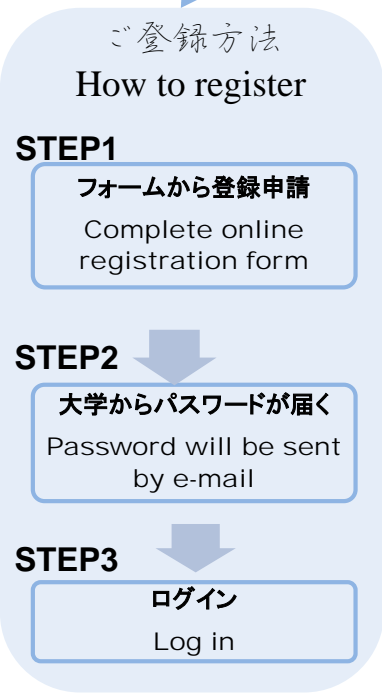 ご登録方法
How to register
STEP1
フォームから登録申請
Complete online
registration form
STEP2
大学からパスワードが届く
Password will be sent
by e-mail
STEP3
ログイン
Log in